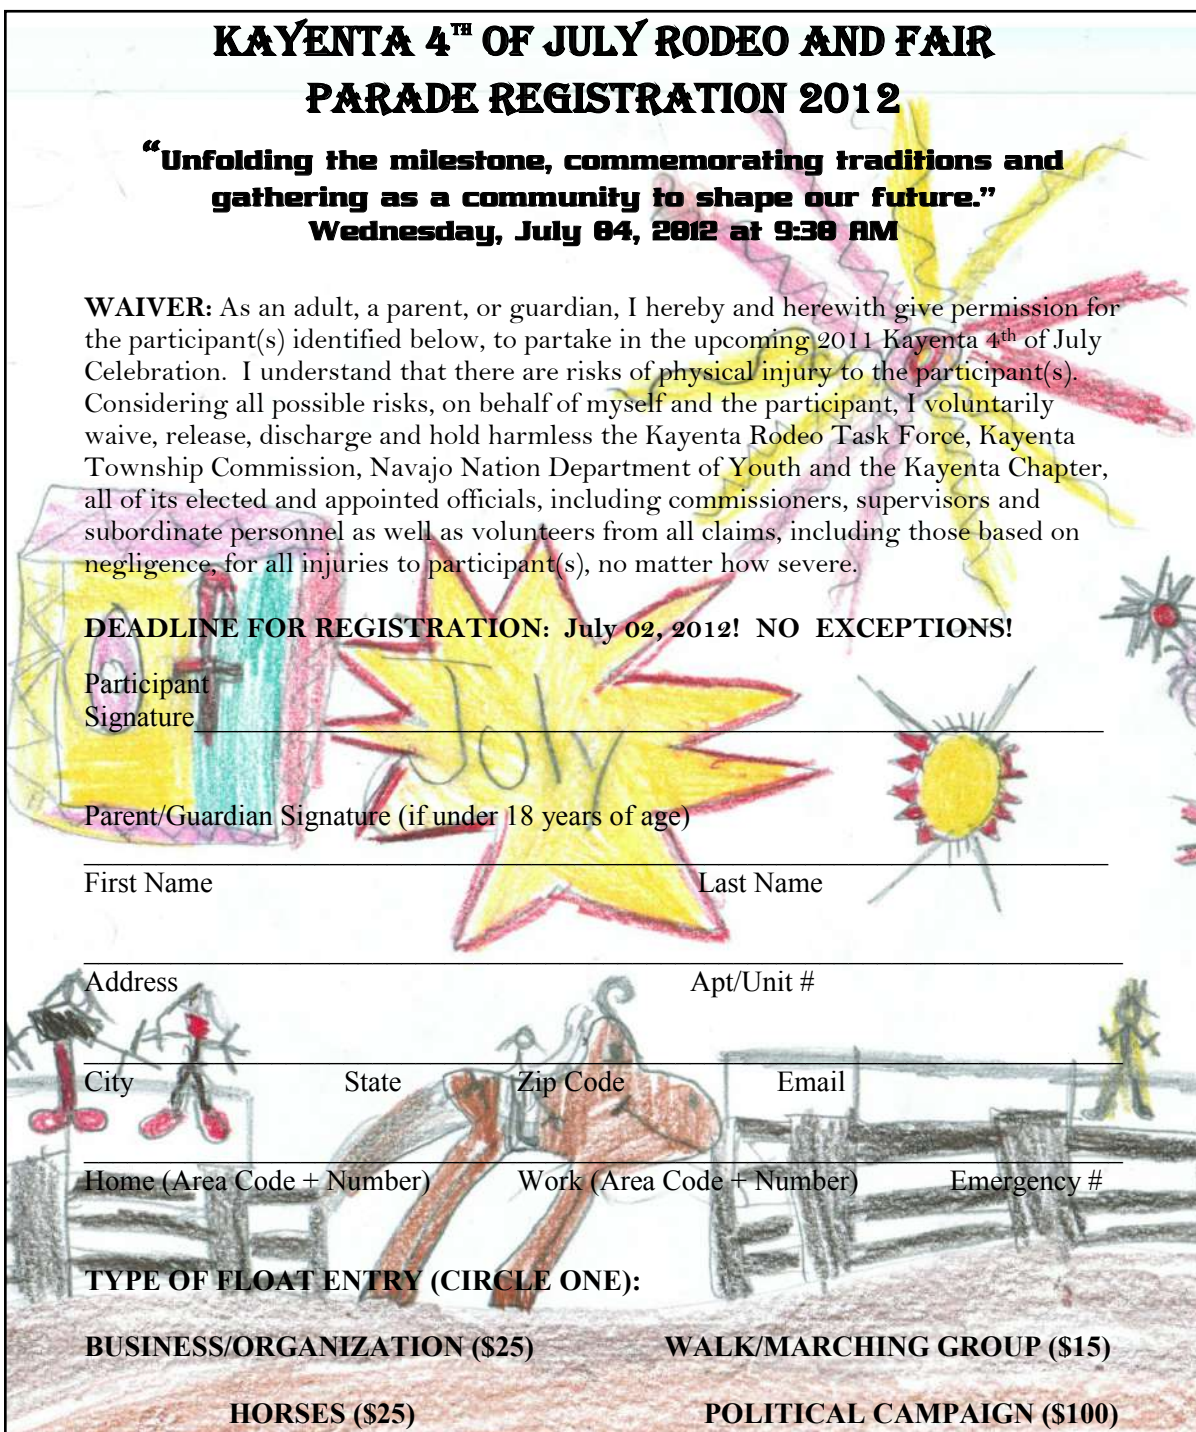 KAYENTA 4TH OF JULY RODEO AND FAIR
PARADE REGISTRATION 2012
“Unfolding the milestone, commemorating traditions and
gathering as a community to shape our future.”
Wednesday, July 04, 2012 at 9:30 AM
WAIVER: As an adult, a parent, or guardian, I hereby and herewith give permission for
the participant(s) identified below, to partake in the upcoming 2011 Kayenta 4th of July
Celebration. I understand that there are risks of physical injury to the participant(s).
Considering all possible risks, on behalf of myself and the participant, I voluntarily
waive, release, discharge and hold harmless the Kayenta Rodeo Task Force, Kayenta
Township Commission, Navajo Nation Department of Youth and the Kayenta Chapter,
all of its elected and appointed officials, including commissioners, supervisors and
subordinate personnel as well as volunteers from all claims, including those based on
negligence, for all injuries to participant(s), no matter how severe.
DEADLINE FOR REGISTRATION: July 02, 2012! NO EXCEPTIONS!
Participant
Signature
of Joly
Parent/Guardian Signature (if under 18 years of age)
First Name Last Name
Address Apt/Unit #
City State Zip Code Email
Home (Area Code + Number) Work (Area Code + Number) Emergency #
TYPE OF FLOAT ENTRY (CIRCLE ONE):
BUSINESS/ORGANIZATION ($25) WALK/MARCHING GROUP ($15)
HORSES ($25) POLITICAL CAMPAIGN ($100)